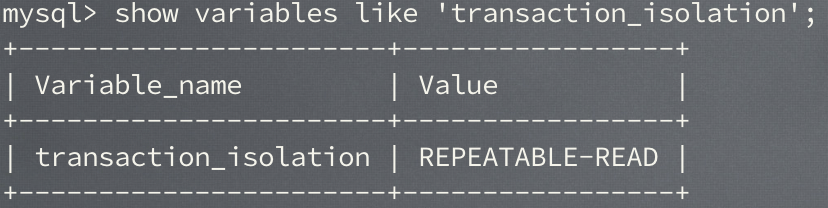 mysql> show variables like 'transaction_isolation';
+-----------------------+-----------------+
| Variable_name         | Value           |
+-----------------------+-----------------+
| transaction_isolation | REPEATABLE-READ |
+-----------------------+-----------------+